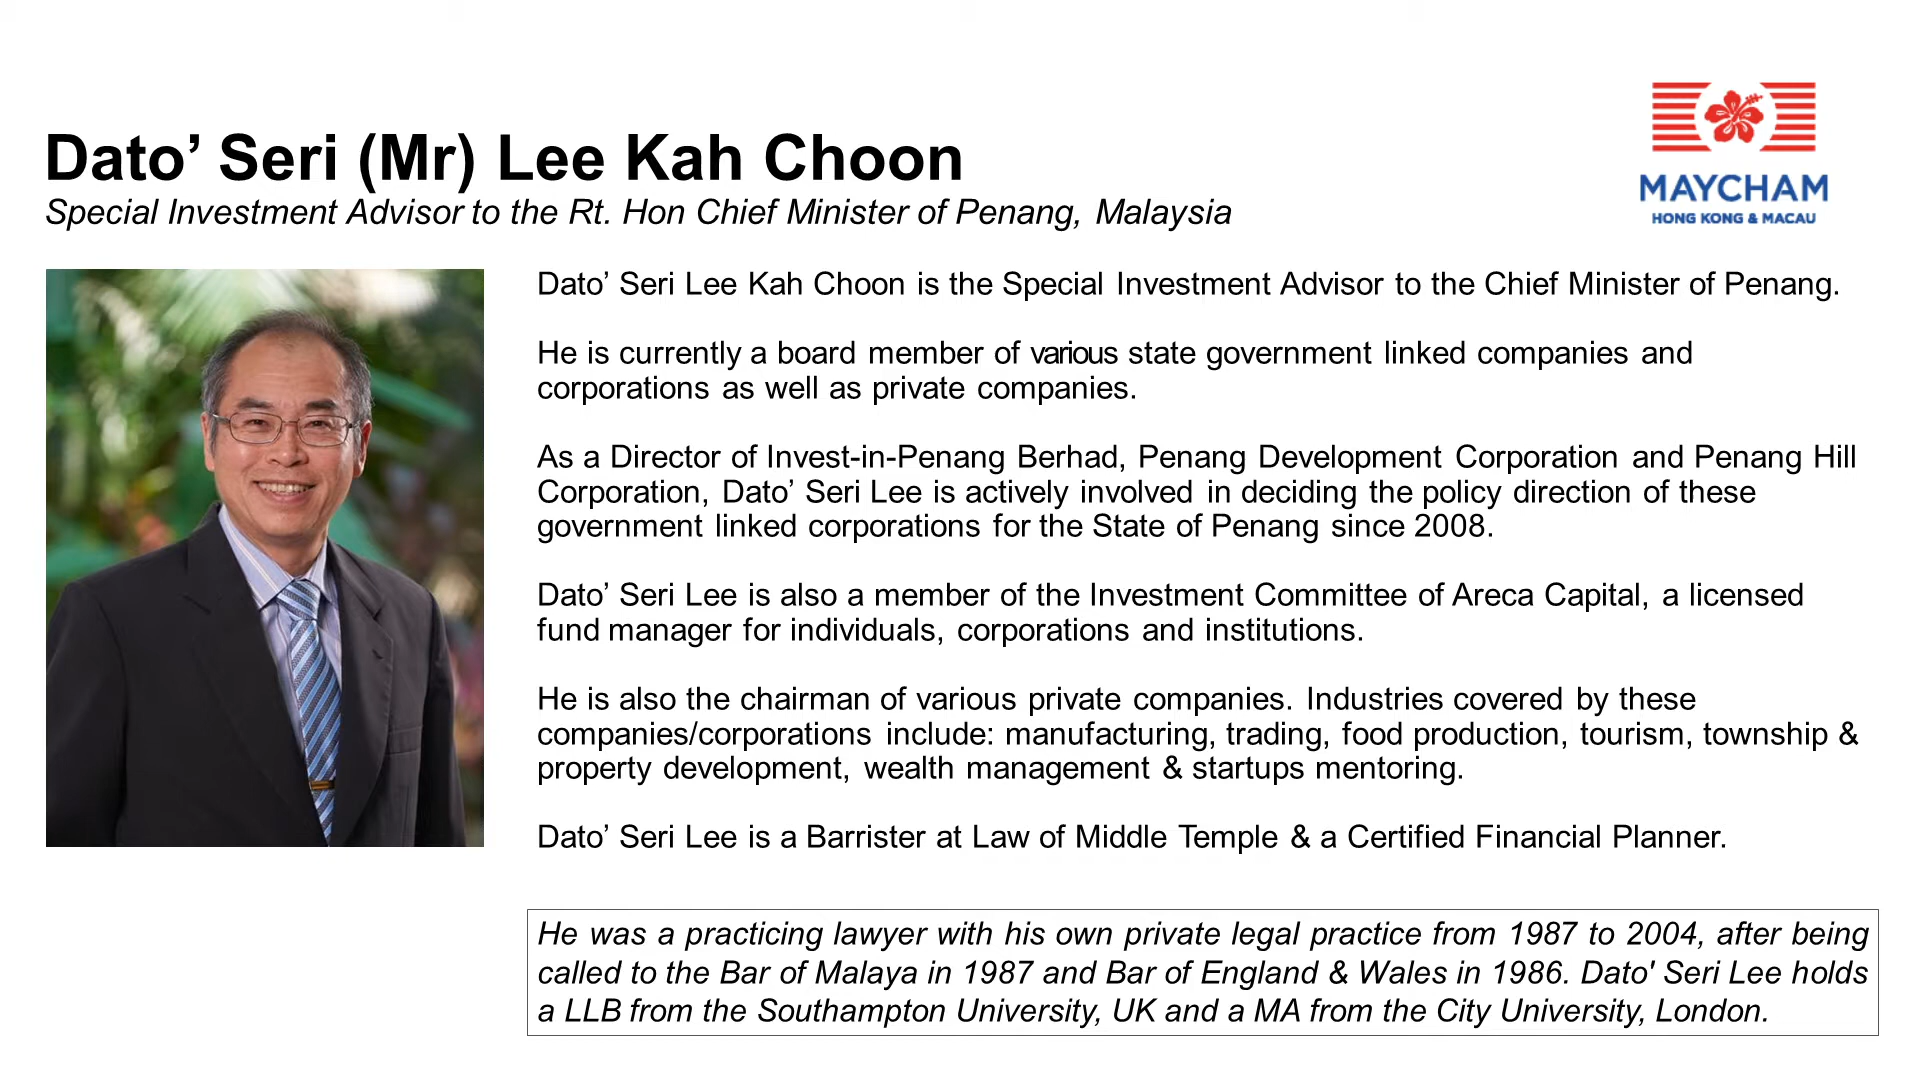 Dato’ Seri (Mr) Lee Kah Choon
Special Investment Advisor to the Rt. Hon Chief Minister of Penang, Malaysia
MAYCHAM
HONG KONG & MACAU
Dato’ Seri Lee Kah Choon is the Special Investment Advisor to the Chief Minister of Penang.
He is currently a board member of various state government linked companies and
corporations as well as private companies.
As a Director of Invest-in-Penang Berhad, Penang Development Corporation and Penang Hill
Corporation, Dato’ Seri Lee is actively involved in deciding the policy direction of these
government linked corporations for the State of Penang since 2008.
Dato’ Seri Lee is also a member of the Investment Committee of Areca Capital, a licensed
fund manager for individuals, corporations and institutions.
He is also the chairman of various private companies. Industries covered by these
companies/corporations include: manufacturing, trading, food production, tourism, township &
property development, wealth management & startups mentoring.
Dato’ Seri Lee is a Barrister at Law of Middle Temple & a Certified Financial Planner.
He was a practicing lawyer with his own private legal practice from 1987 to 2004, after being
called to the Bar of Malaya in 1987 and Bar of England & Wales in 1986. Dato' Seri Lee holds
a LLB from the Southampton University, UK and a MA from the City University, London.